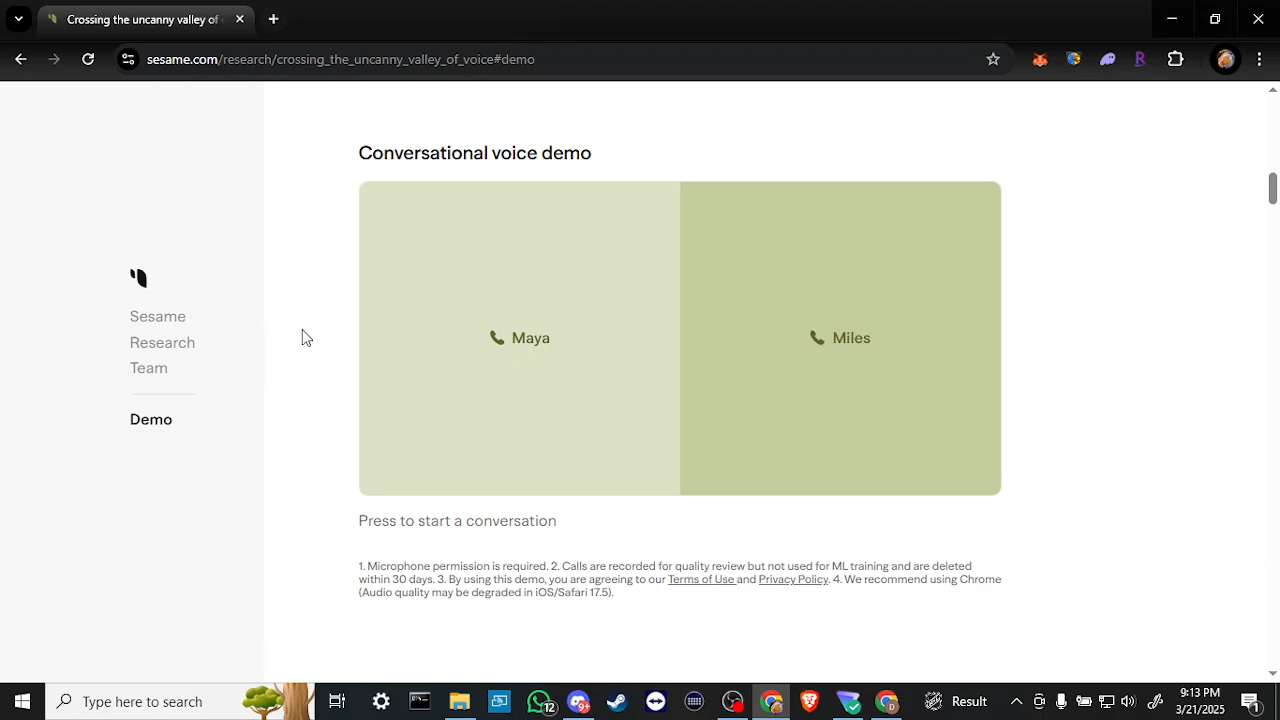 Crossing the uncanny valley of
sesame.com/research/crossing_the_uncanny_valley_of_voice#demo
R
Conversational voice demo
Maya
Miles
Sesame
Research
Team
Demo
Press to start a conversation
1. Microphone permission is required. 2. Calls are recorded for quality review but not used for ML training and are deleted
within 30 days. 3. By using this demo, you are agreeing to our Terms of Use and Privacy Policy. 4. We recommend using Chrome
(Audio quality may be degraded in iOS/Safari 17.5).
Type here to search
12
9+
Result
9:13 PM
3/21/2025
1